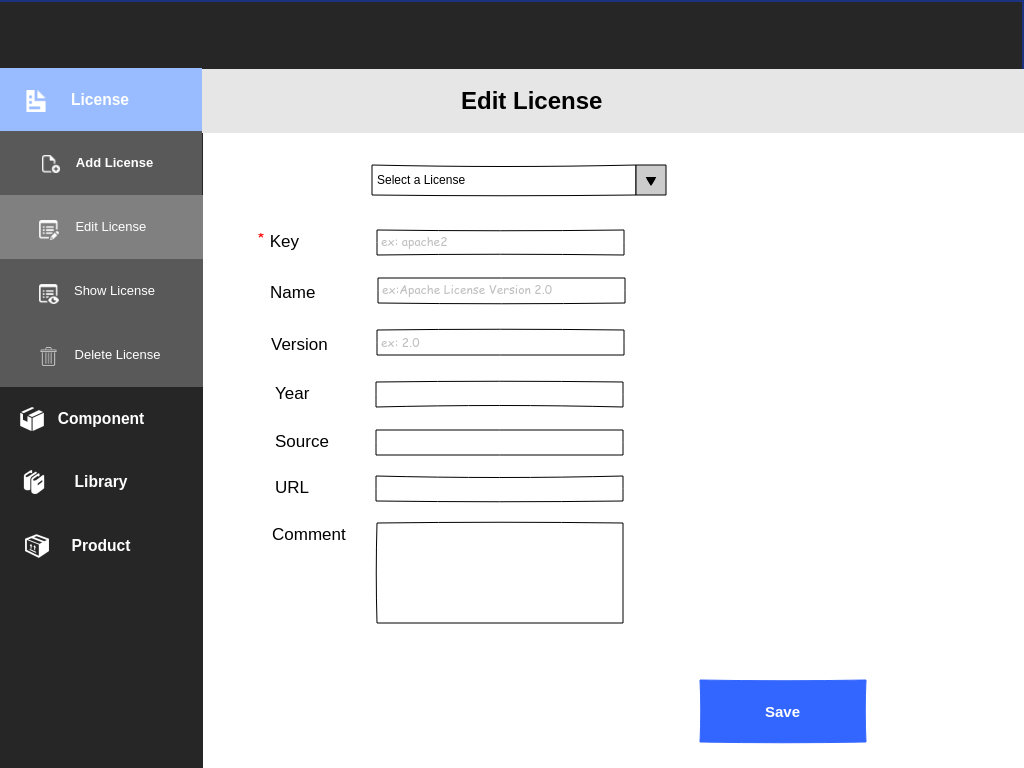 License
Edit License
Add License
Edit License
Show License
Delete License
Component
Library
Product
Select a License
* Key
ex: apache2
Name
ex:Apache License Version 2.0
Version
ex: 2.0
Year
Source
URL
Comment
Save